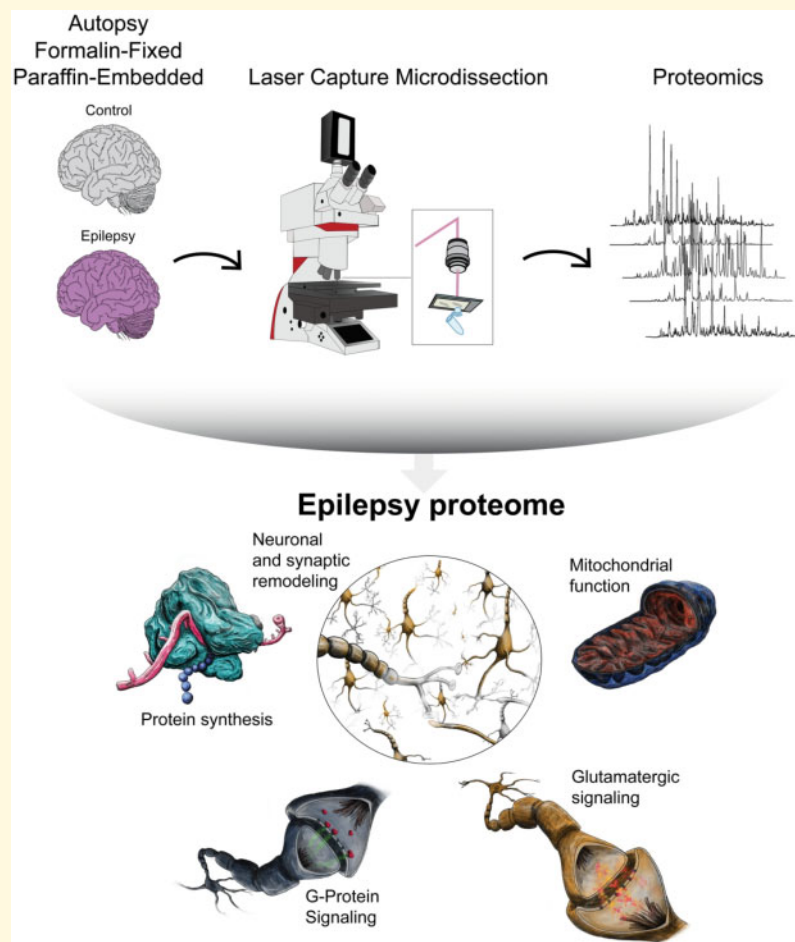 Autopsy
Formalin-Fixed
Paraffin-Embedded
Laser Capture Microdissection
Proteomics
Control
Epilepsy
Epilepsy proteome
Neuronal
and synaptic
remodeling
Mitochondrial
function
Protein synthesis
Glutamatergic
signaling
G-Protein
Signaling